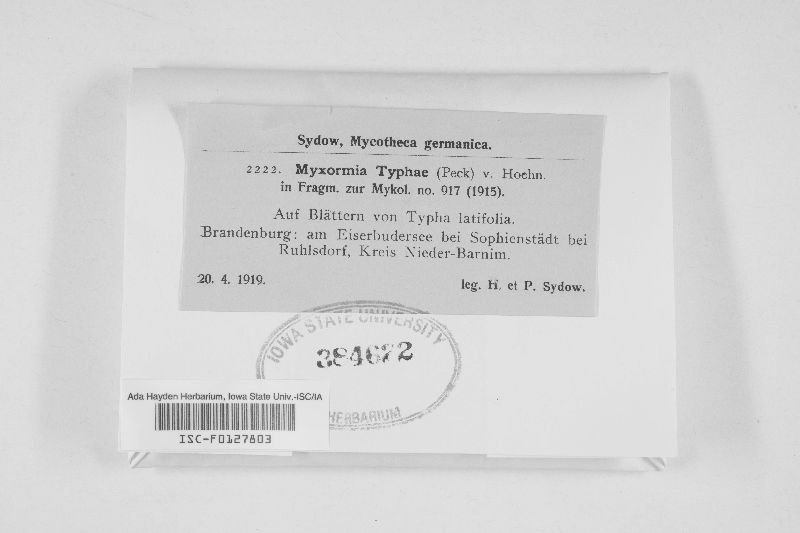 Sydow, Mycotheca germanica.
2222. Myxormia Typhae (Peck) v. Hoehn.
in Fragm. zur Mykol. no. 917 (1915).
Auf Blättern von Typha latifolia.
Brandenburg: am Eiserbudersee bei Sophienstädt bei
Ruhlsdorf, Kreis Nieder-Barnim.
20. 4. 1919. leg. H. et P. Sydow.
IOWA STATE UNIVERSITY
HERBARIUM
Ada Hayden Herbarium, Iowa State Univ.-ISC/IA
ISC-F0127803